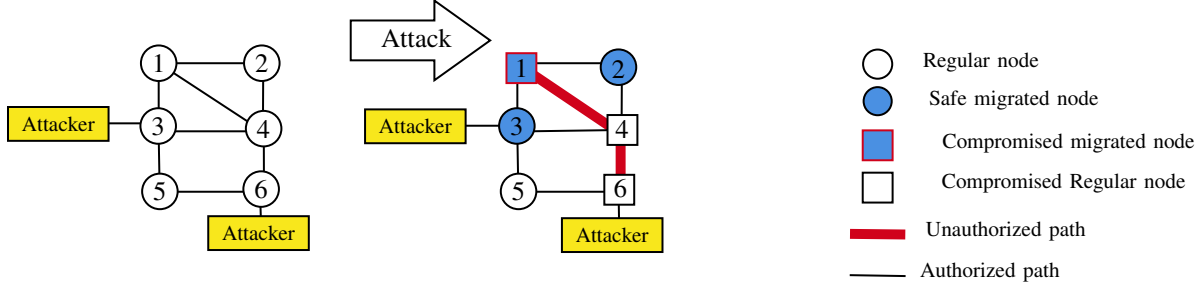 Attack
1
2
Attacker
3
4
5
6
Attacker
1
2
Attacker
3
4
5
6
Attacker
Regular node
Safe migrated node
Compromised migrated node
Compromised Regular node
Unauthorized path
Authorized path